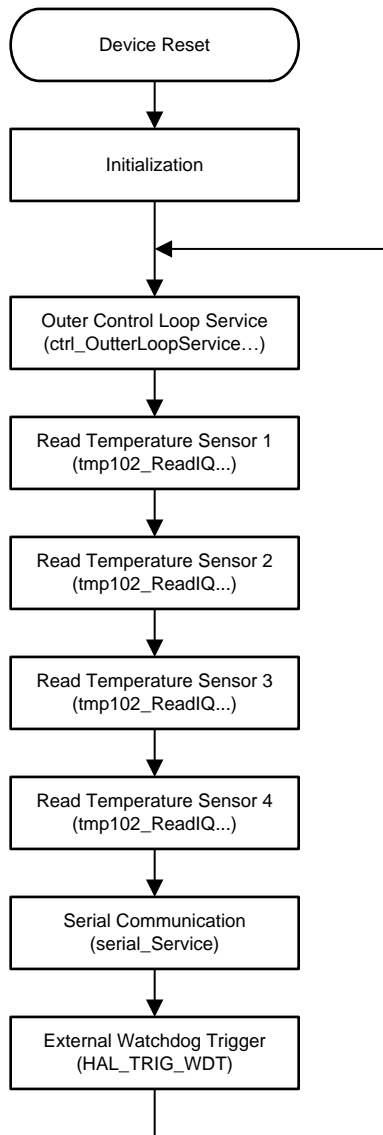 Device Reset
Initialization
Outer Control Loop Service
(ctrl_OutterLoopService…)
Read Temperature Sensor 1
(tmp102_ReadIQ...)
Read Temperature Sensor 2
(tmp102_ReadIQ...)
Read Temperature Sensor 3
(tmp102_ReadIQ...)
Read Temperature Sensor 4
(tmp102_ReadIQ...)
Serial Communication
(serial_Service)
External Watchdog Trigger
(HAL_TRIG_WDT)